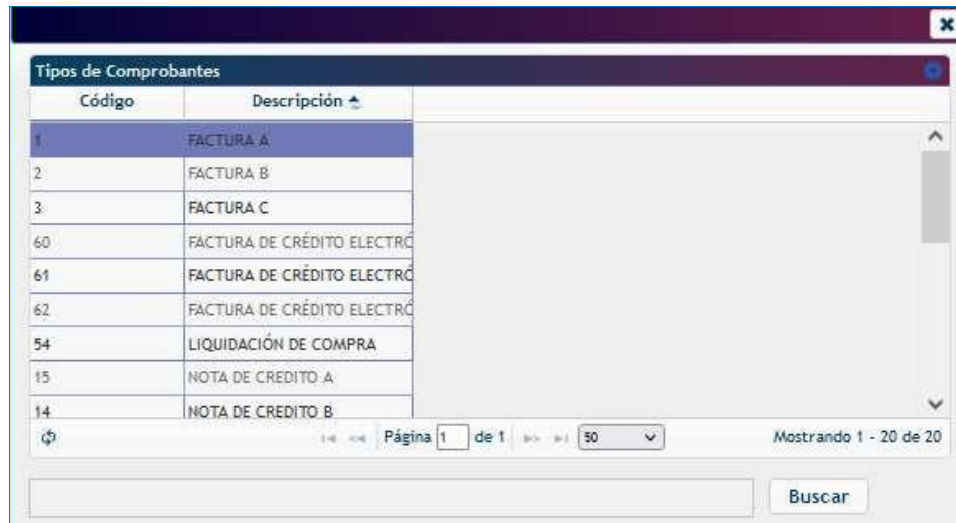 Tipos de Comprobantes
Código Descripción
1 FACTURA A
2 FACTURA B
3 FACTURA C
60 FACTURA DE CRÉDITO ELECTRÓ
61 FACTURA DE CRÉDITO ELECTRÓ
62 FACTURA DE CRÉDITO ELECTRÓ
54 LIQUIDACIÓN DE COMPRA
15 NOTA DE CREDITO A
14 NOTA DE CREDITO B
Página 1 de 1 50 Mostrando 1 - 20 de 20
Buscar